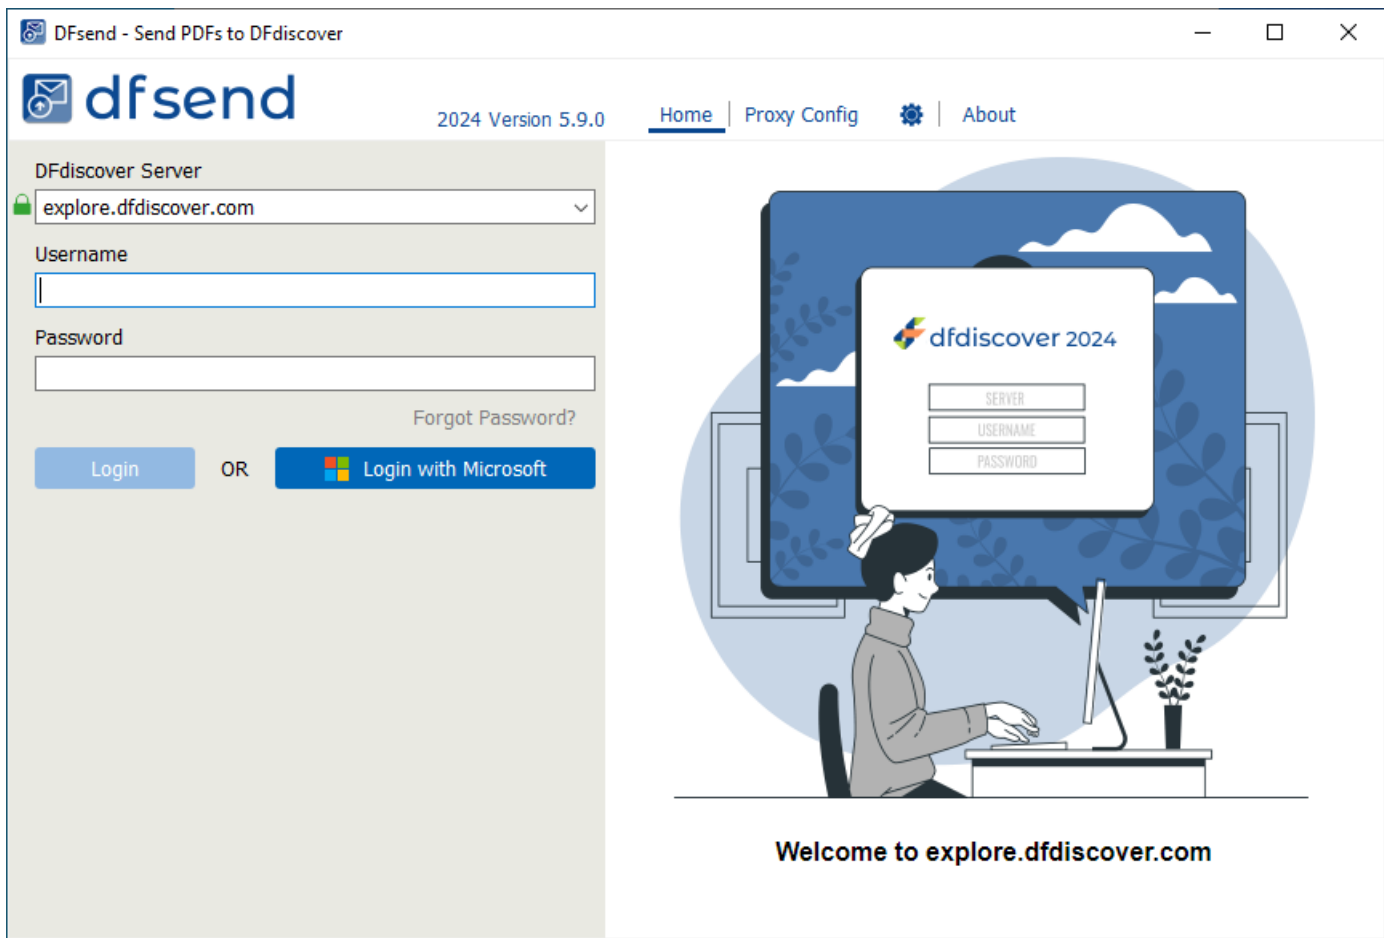 DFsend - Send PDFs to DFdiscover
dfsend
2024 Version 5.9.0
Home
Proxy Config
About
DFdiscover Server
explore.dfdiscover.com
Username
Password
Forgot Password?
Login
OR
Login with Microsoft
dfdiscover 2024
SERVER
USERNAME
PASSWORD
Welcome to explore.dfdiscover.com